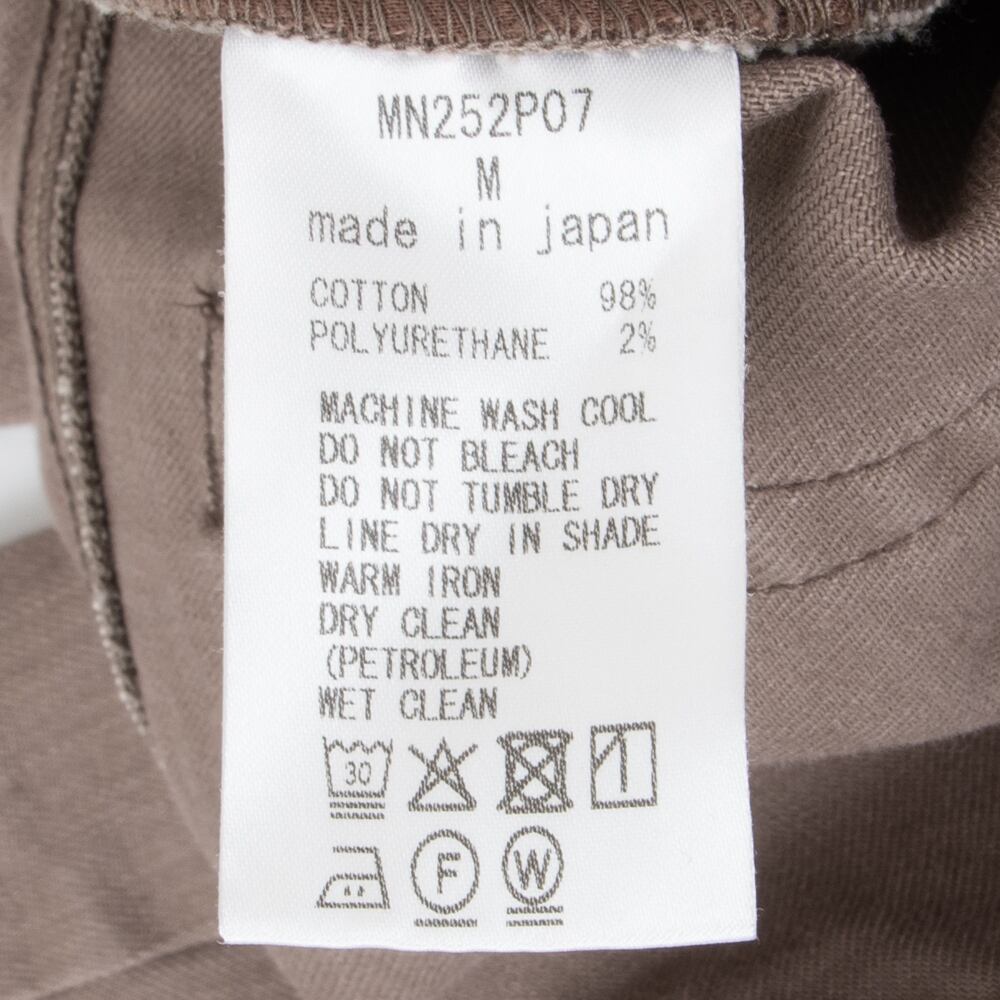 MN252P07
M
made in japan
COTTON 98%
POLYURETHANE 2%
MACHINE WASH COOL
DO NOT BLEACH
DO NOT TUMBLE DRY
LINE DRY IN SHADE
WARM IRON
DRY CLEAN
(PETROLEUM)
WET CLEAN
30
F W